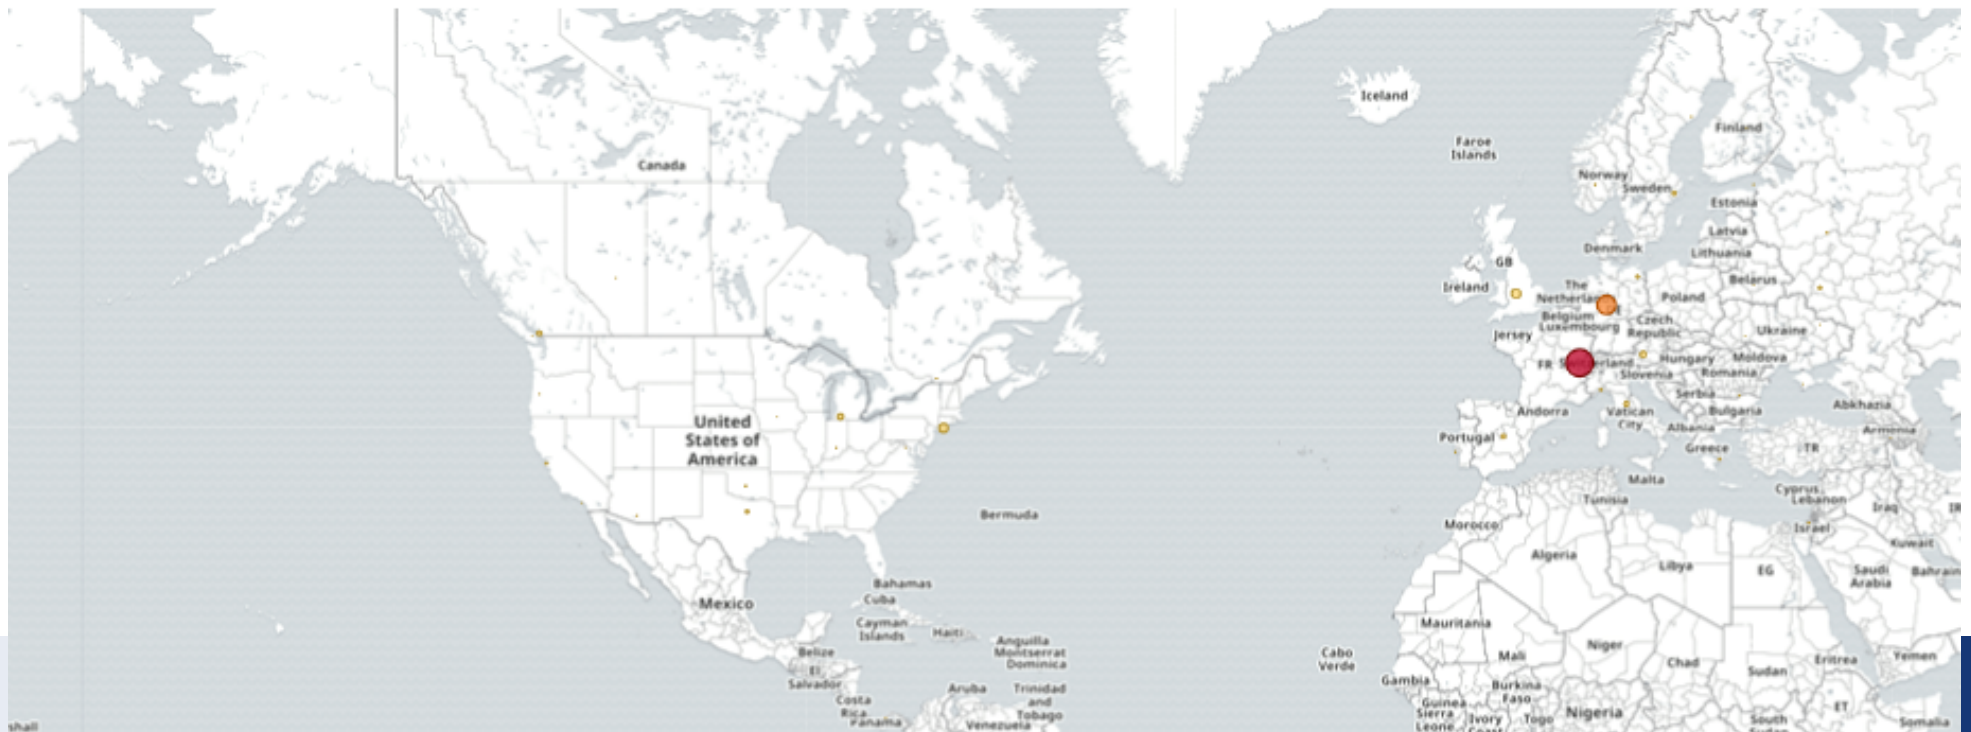 Iceland
Faroe
Islands
Finland
Norway
Sweden
Estonia
Latvia
Lithuania
Denmark
Canada
GB
Ireland
The
Belarus
Poland
Belgium
Luxembourg
Czech
Republic
Ukraine
Jersey
FR
Hungary
Moldova
Slovenia
Romania
Serbia
Bulgaria
Andorra
Vatican
City
Abkhazia
Albania
Armenia
Portugal
Greece
TR
United
States of
America
Malta
Cyprus
Lebanon
Tunisia
Iraq
Israel
Bermuda
Morocco
Kuwait
Algeria
Libya
EG
Saudi
Arabia
Bahrain
Bahamas
Cuba
Mexico
Cayman
Islands
Haiti
Mauritania
Anguilla
Montserrat
Dominica
Belize
El
Salvador
Cabo
Verde
Mali
Niger
Chad
Sudan
Eritrea
Yemen
Gambia
Burkina
Faso
Aruba
Trinidad
and
Tobago
Costa
Rica
Panama
Venezuela
Guinea
Sierra
Leone
Ivory
Togo
Nigeria
South
ET
Somalia
shall